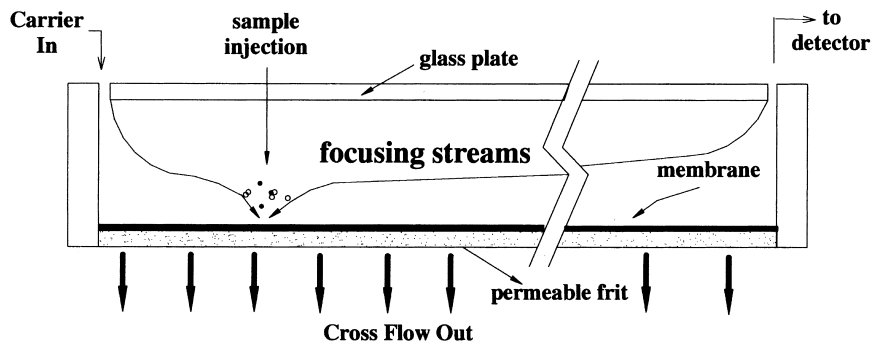 Carrier
In
sample
injection
to
detector
glass plate
focusing streams
membrane
permeable frit
Cross Flow Out